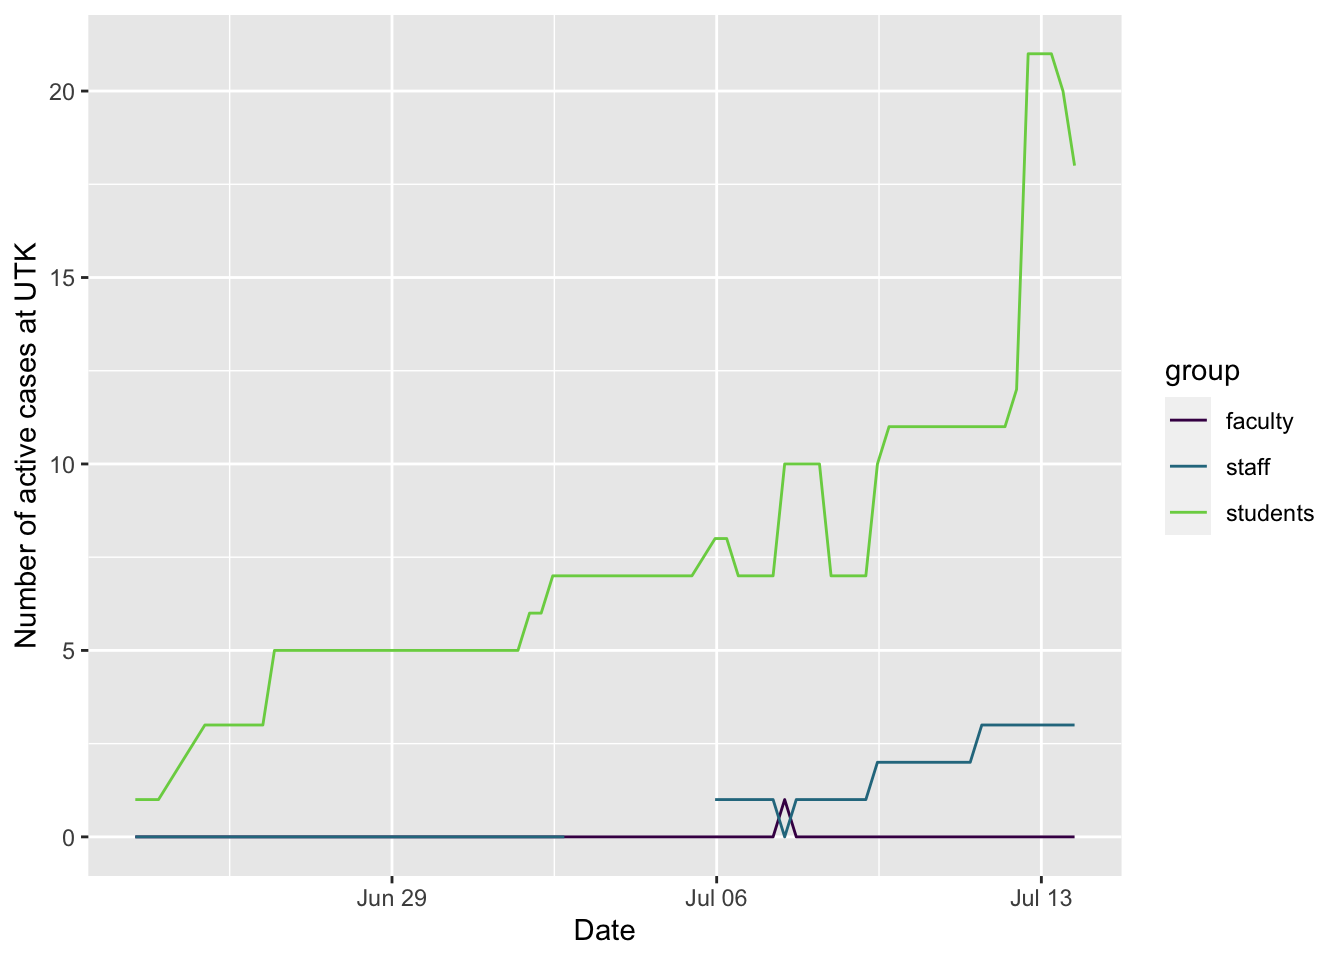 20
15
10
5
0
Number of active cases at UTK
Jun 29
Jul 06
Jul 13
Date
group
faculty
staff
students